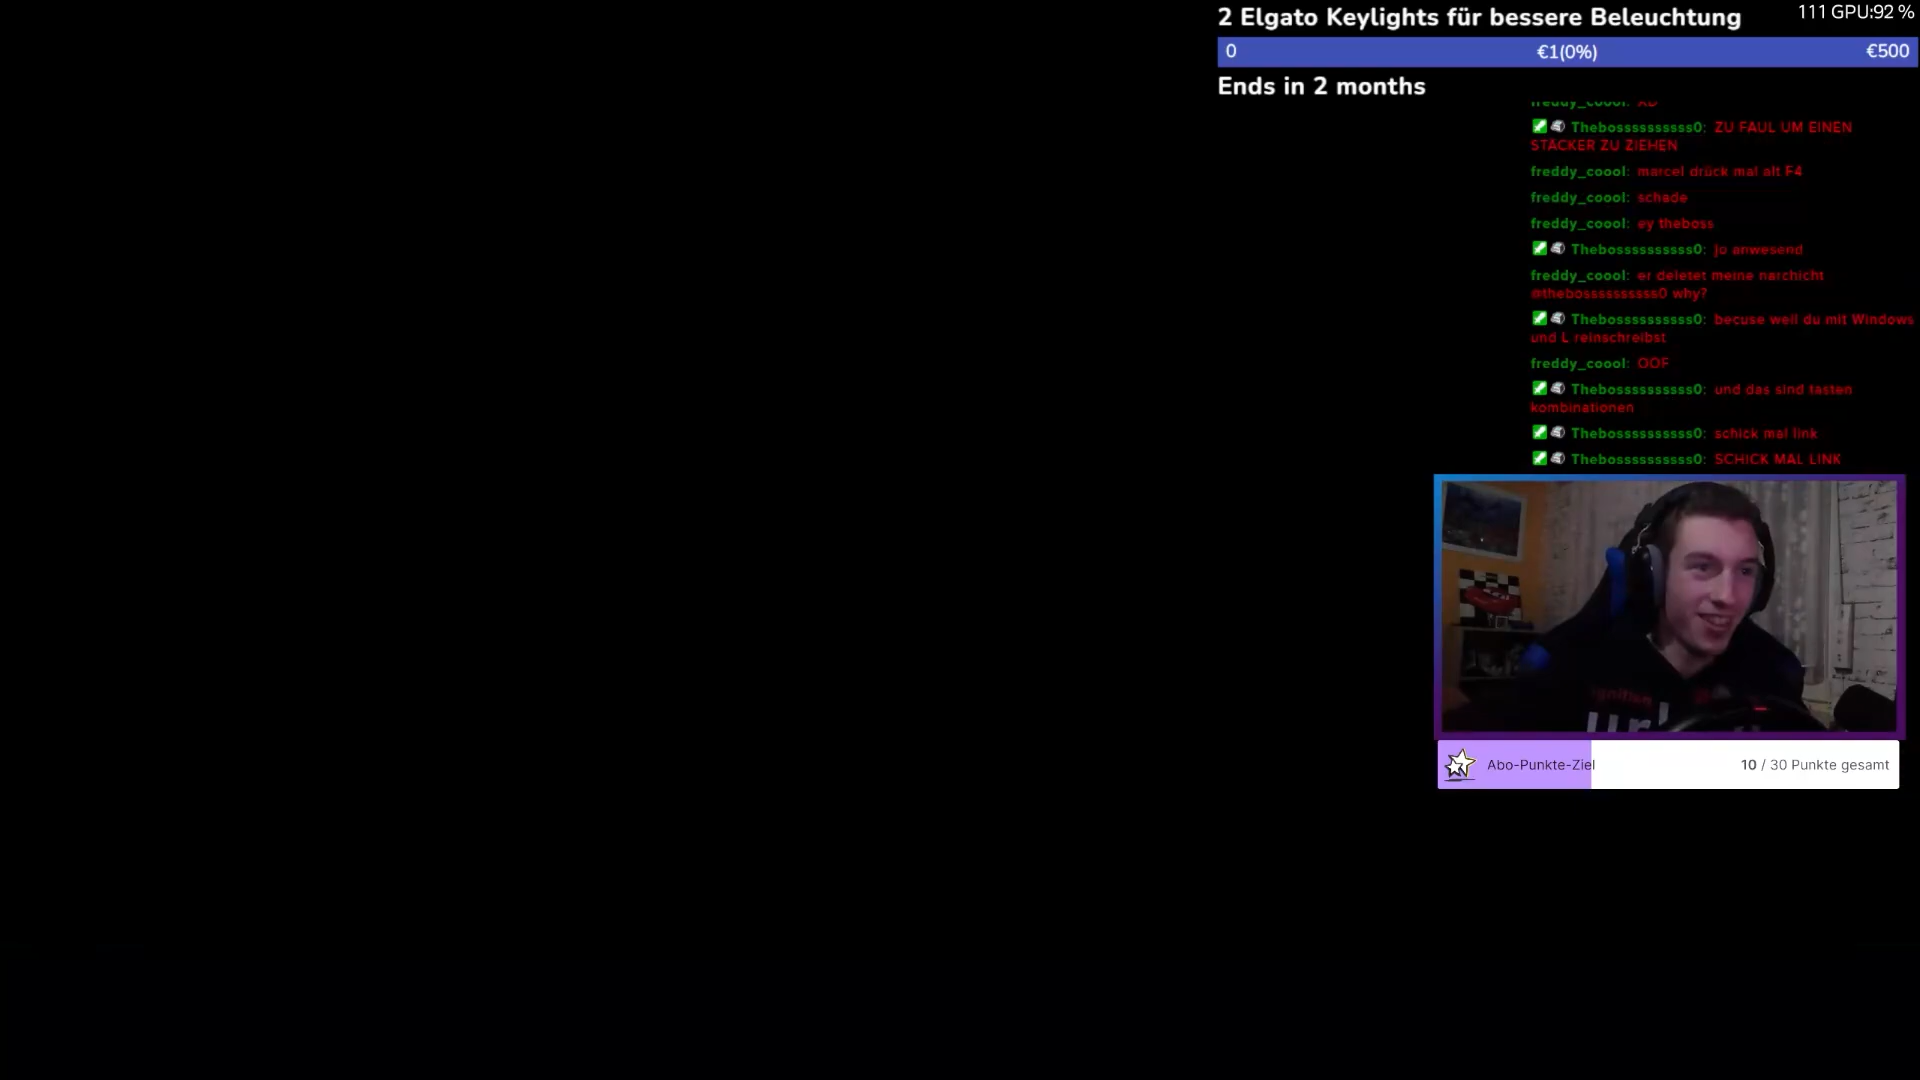 2 Elgato Keylights für bessere Beleuchtung
111 GPU:92 %
0 €1(0%) €500
Ends in 2 months
freddy_coool: XD
Thebosssssssssss0: ZU FAUL UM EINEN
STACKER ZU ZIEHEN
freddy_coool: marcel drück mal alt F4
freddy_coool: schade
freddy_coool: ey theboss
Thebosssssssssss0: Jo anwesend
freddy_coool: er deletet meine narchicht
@thebosssssssssss0 why?
Thebosssssssssss0: becuse weil du mit Windows
und L reinschreibst
freddy_coool: OOF
Thebosssssssssss0: und das sind tasten
kombinationen
Thebosssssssssss0: schick mal link
Thebosssssssssss0: SCHICK MAL LINK
Abo-Punkte-Ziel 10 / 30 Punkte gesamt